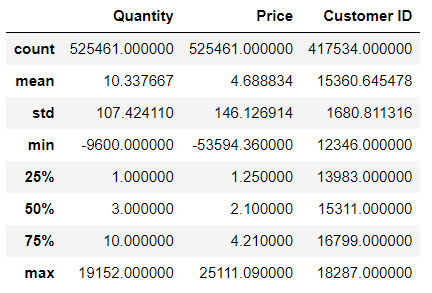 Quantity Price Customer ID
count 525461.000000 525461.000000 417534.000000
mean 10.337667 4.688834 15360.645478
std 107.424110 146.126914 1680.811316
min -9600.000000 -53594.360000 12346.000000
25% 1.000000 1.250000 13983.000000
50% 3.000000 2.100000 15311.000000
75% 10.000000 4.210000 16799.000000
max 19152.000000 25111.090000 18287.000000